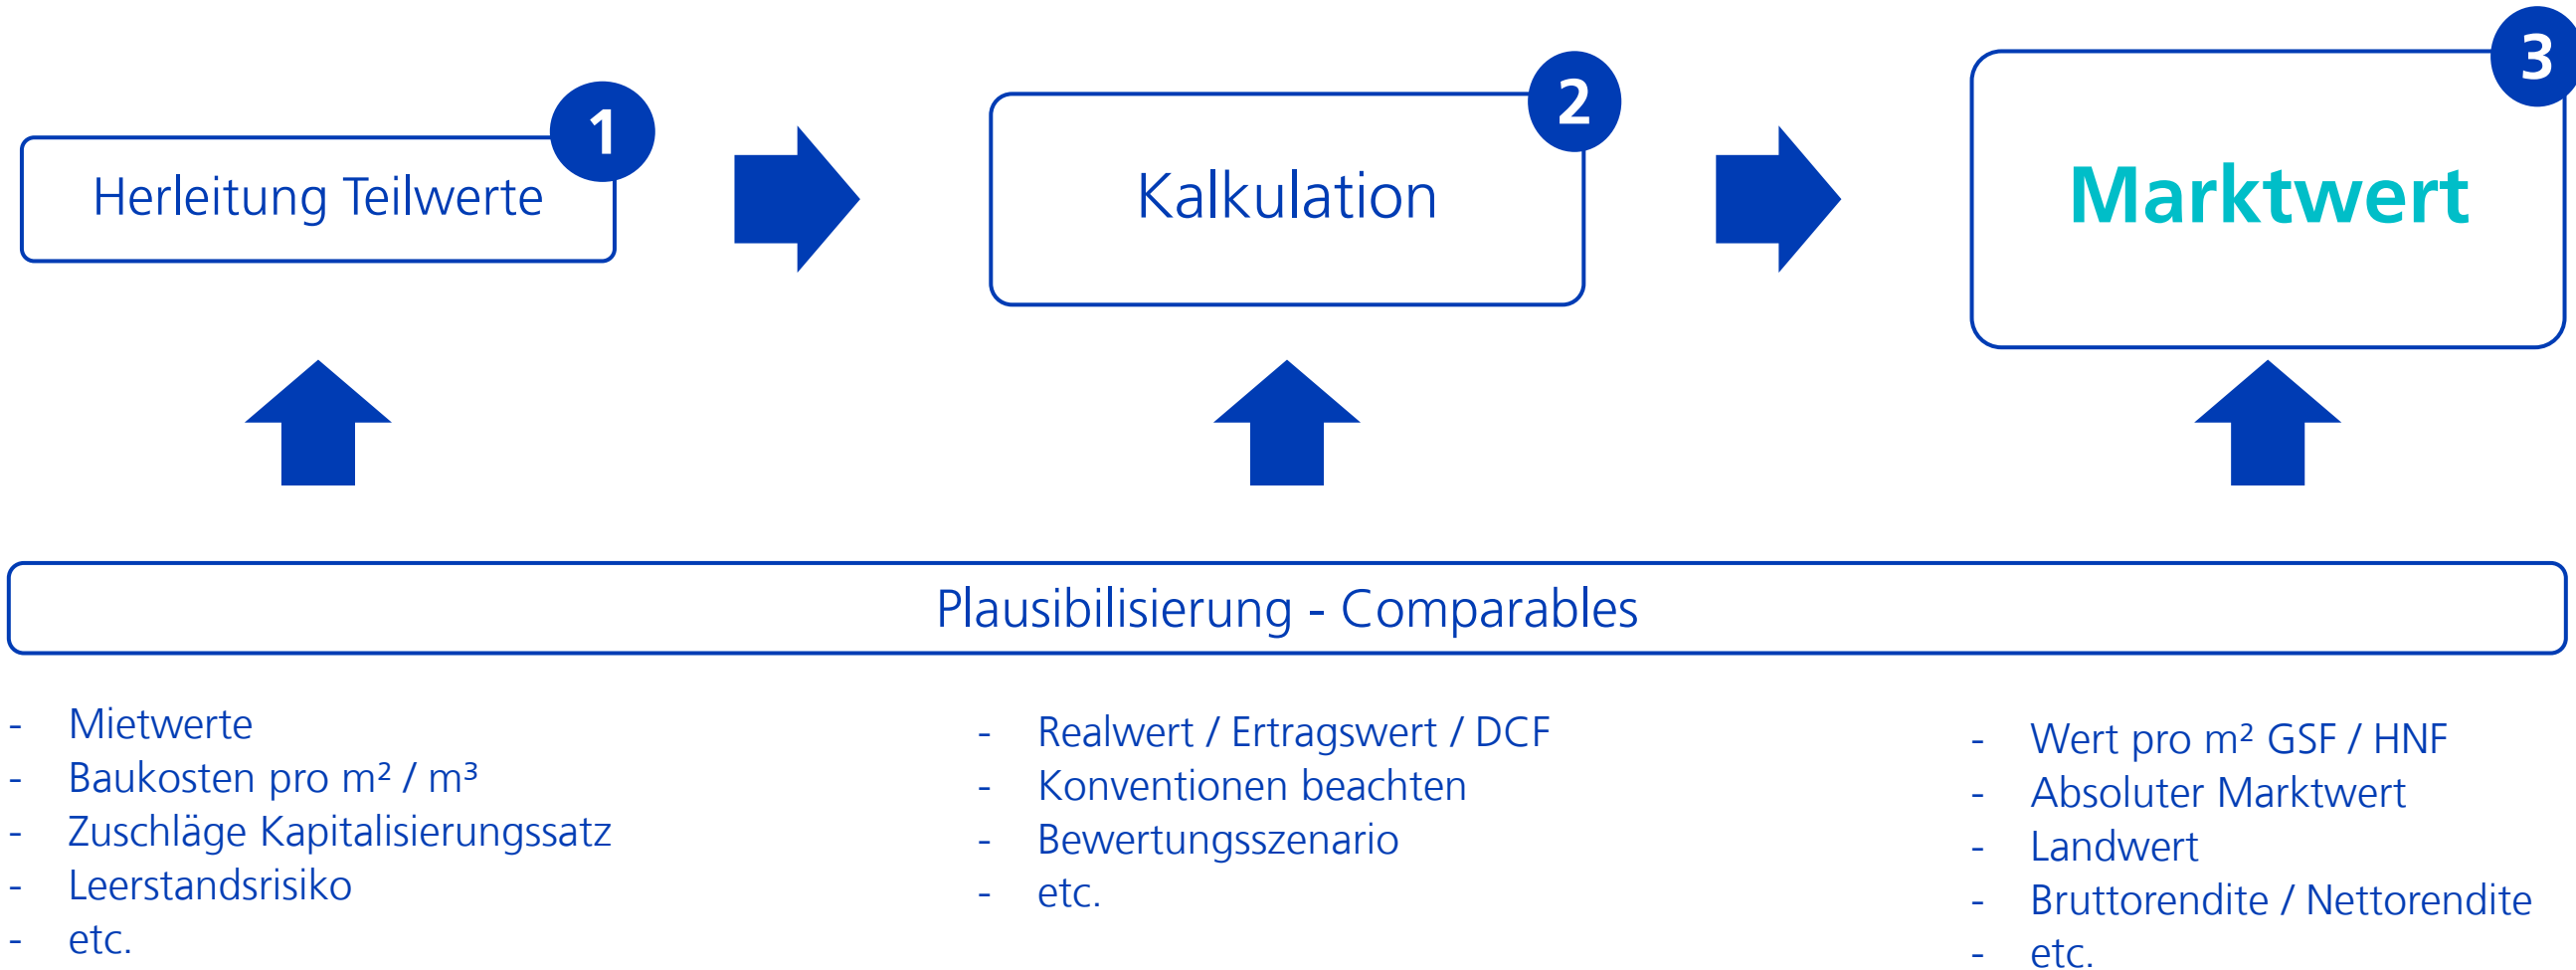 1
Herleitung Teilwerte
2
Kalkulation
3
Marktwert
Plausibilisierung - Comparables
- Mietwerte
- Baukosten pro m² / m³
- Zuschläge Kapitalisierungssatz
- Leerstandsrisiko
- etc.
- Realwert / Ertragswert / DCF
- Konventionen beachten
- Bewertungsszenario
- etc.
- Wert pro m² GSF / HNF
- Absoluter Marktwert
- Landwert
- Bruttorendite / Nettorendite
- etc.